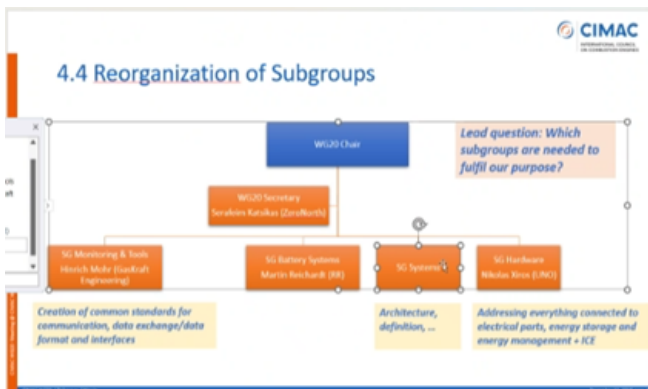 CIMAC
INTERNATIONAL COUNCIL
ON COMBUSTION ENGINES
4.4 Reorganization of Subgroups
WG20 Chair
Lead question: Which
subgroups are needed to
fulfil our purpose?
WG20 Secretary
Serafeim Katsikas (ZeroNorth)
SG Monitoring & Tools
Hinrich Mohr (GasKraft
Engineering)
SG Battery Systems
Martin Reichardt (RR)
SG Systems
SG Hardware
Nikolas Xiros (UNO)
Creation of common standards for
communication, data exchange/data
format and interfaces
Architecture,
definition, ...
Addressing everything connected to
electrical parts, energy storage and
energy management + ICE